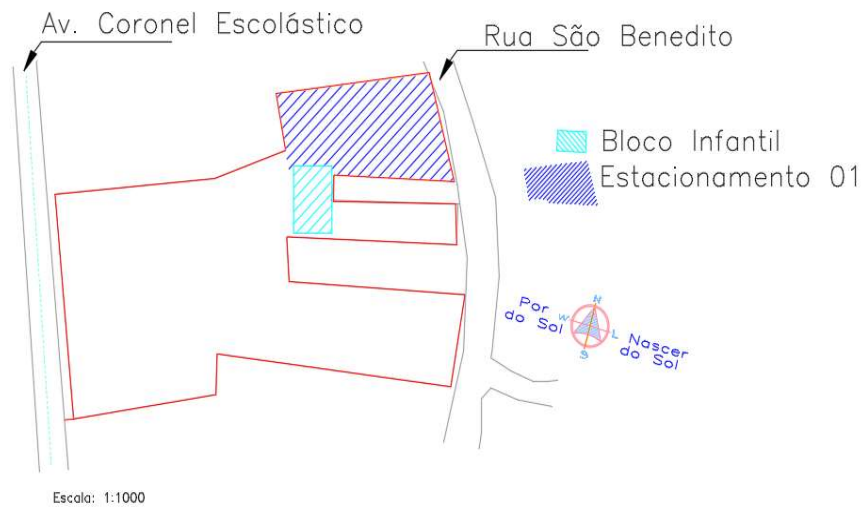 Av. Coronel Escolástico
Rua São Benedito
Bloco Infantil
Estacionamento 01
N
Por
do Sol
W
L
Nascer
do Sol
S
Escala: 1:1000